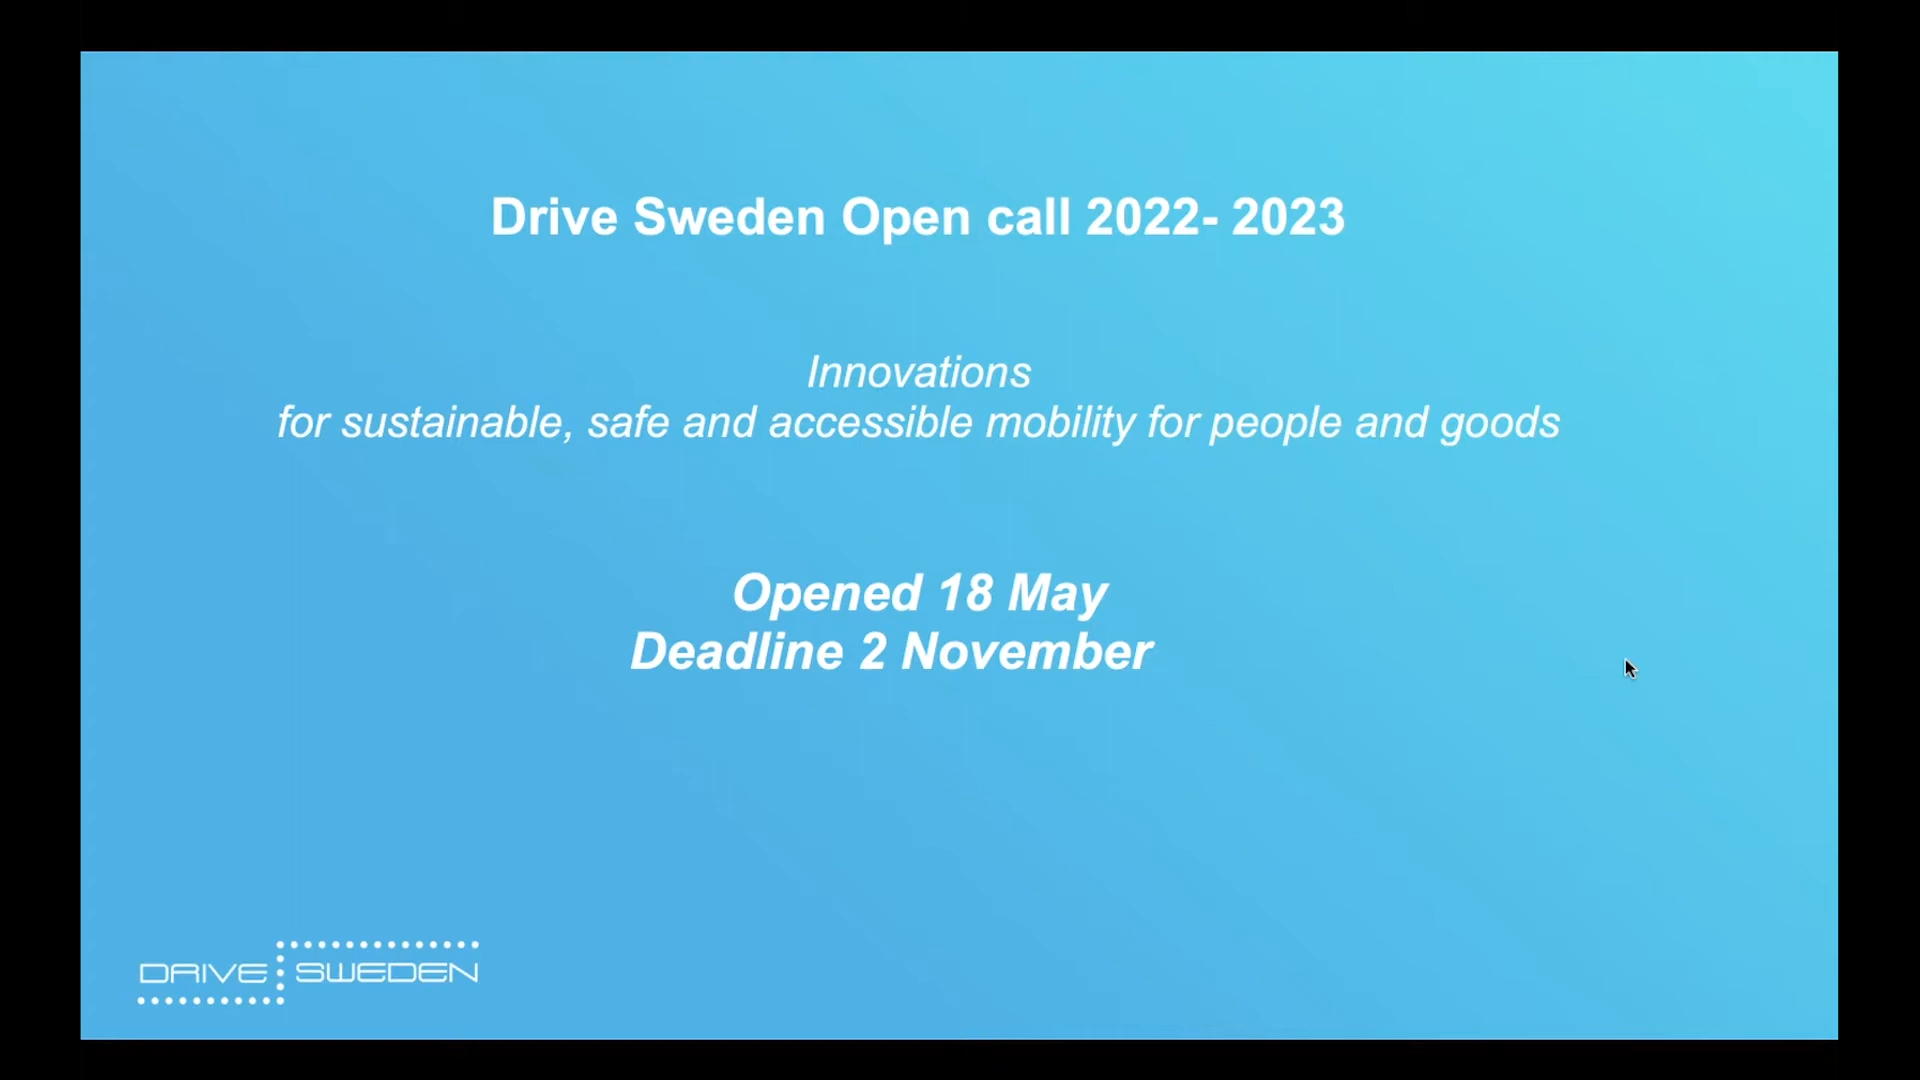 Drive Sweden Open call 2022- 2023
Innovations
for sustainable, safe and accessible mobility for people and goods
Opened 18 May
Deadline 2 November
DRIVE SWEDEN